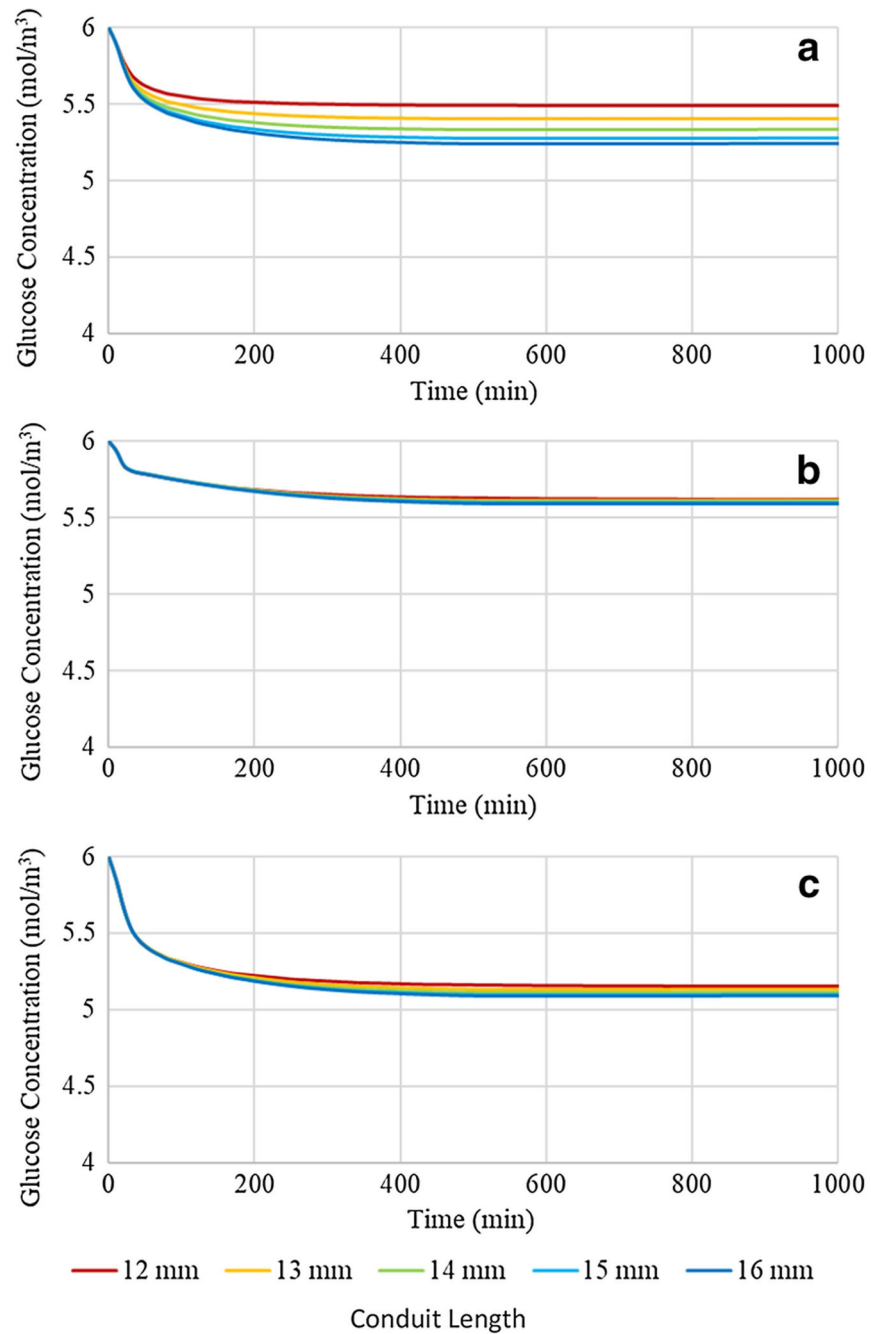 a
Glucose Concentration (mol/m³)
6
5.5
5
4.5
4
0 200 400 600 800 1000
Time (min)
b
Glucose Concentration (mol/m³)
6
5.5
5
4.5
4
0 200 400 600 800 1000
Time (min)
c
Glucose Concentration (mol/m³)
6
5.5
5
4.5
4
0 200 400 600 800 1000
Time (min)
12 mm 13 mm 14 mm 15 mm 16 mm
Conduit Length